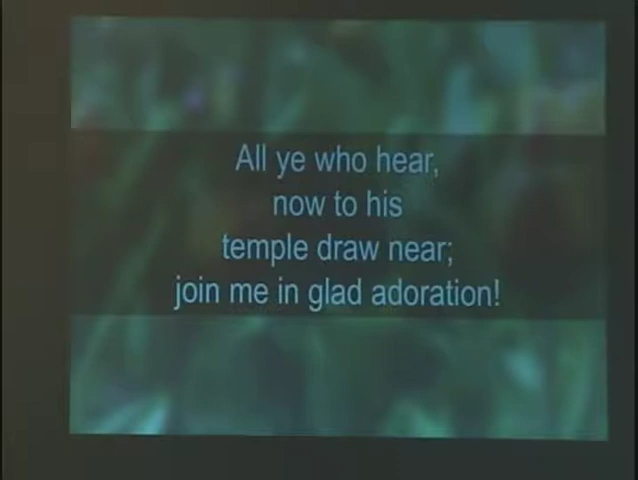 All ye who hear,
now to his
temple draw near;
join me in glad adoration!